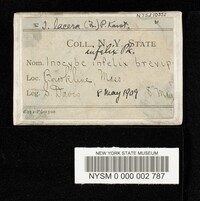 = I. lacera (Fr.) P. Karst.
COLL., N. Y. STATE
infelix Pk.
Nom. Inocybe infelix brevip
Loc. Brookline Mass
Leg. S Davis 8 May 1909
NEW YORK STATE MUSEUM
NYSM 0 000 002 787